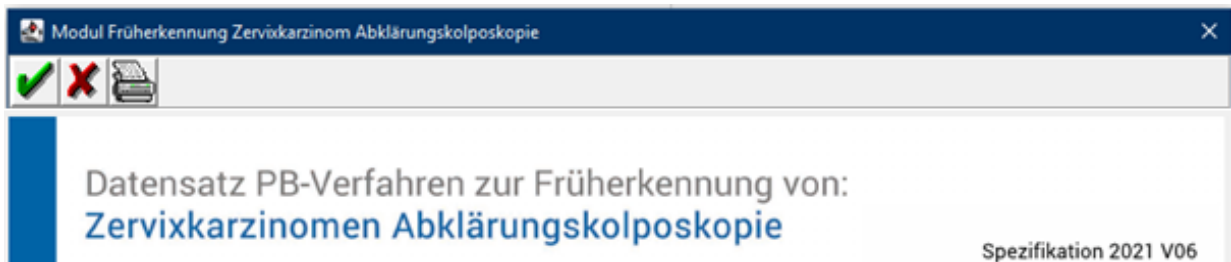 Modul Früherkennung Zervixkarzinom Abklärungskolposkopie
Datensatz PB-Verfahren zur Früherkennung von:
Zervixkarzinomen Abklärungskolposkopie
Spezifikation 2021 V06